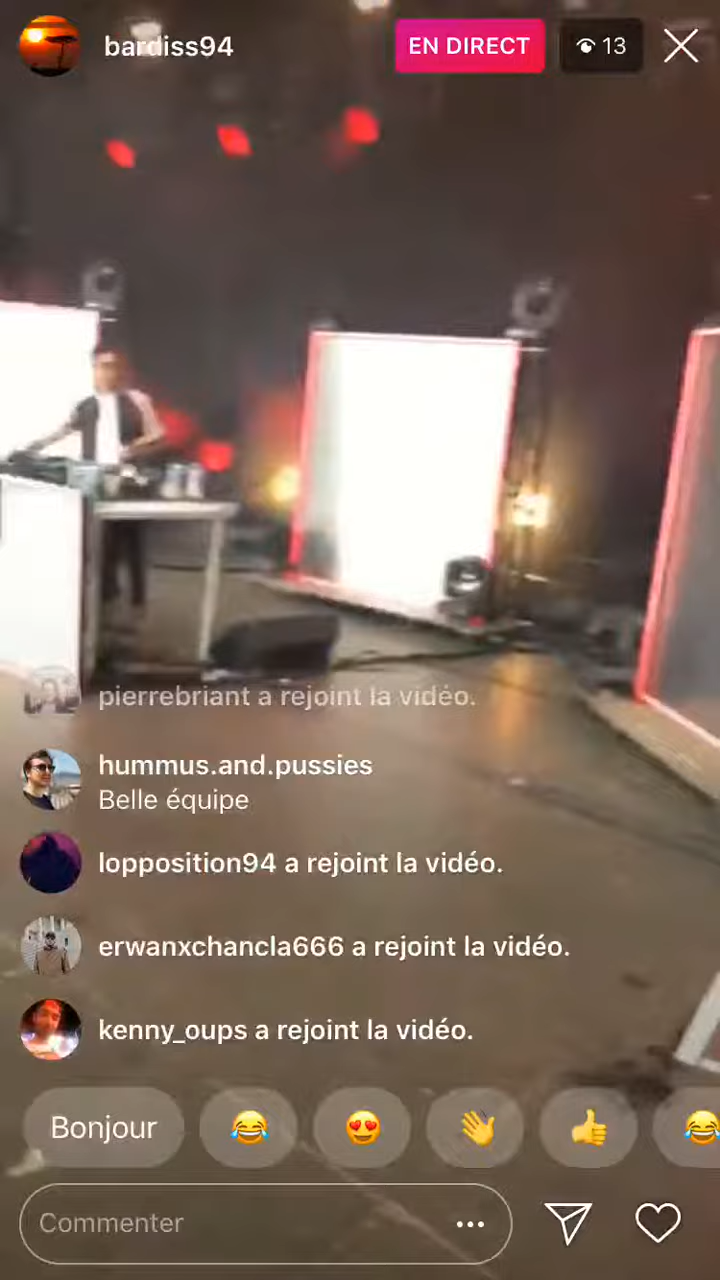 bardiss94
EN DIRECT
13
pierrebriant a rejoint la vidéo.
hummus.and.pussies
Belle équipe
lopposition94 a rejoint la vidéo.
erwanxchancla666 a rejoint la vidéo.
kenny_oups a rejoint la vidéo.
Bonjour
Commenter